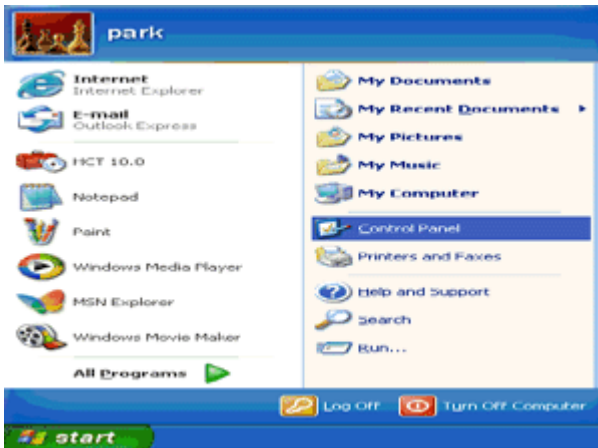 park
Internet
Internet Explorer
E-mail
Outlook Express
HCT 10.0
Notepad
Paint
Windows Media Player
MSN Explorer
Windows Movie Maker
All Programs
My Documents
My Recent Documents
My Pictures
My Music
My Computer
Control Panel
Printers and Faxes
Help and Support
Search
Run...
Log Off
Turn Off Computer
start